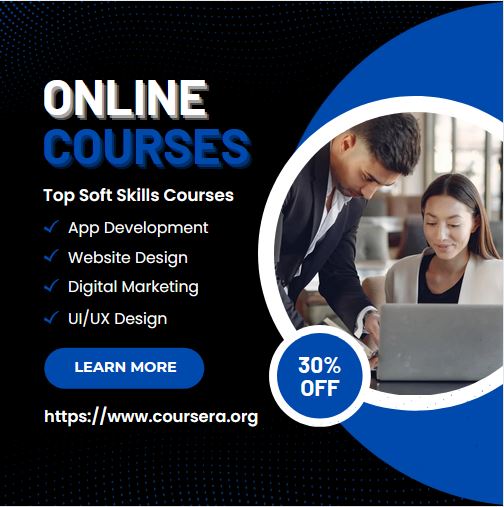 ONLINE
COURSES
Top Soft Skills Courses
App Development
Website Design
Digital Marketing
UI/UX Design
LEARN MORE
30%
OFF
https://www.coursera.org